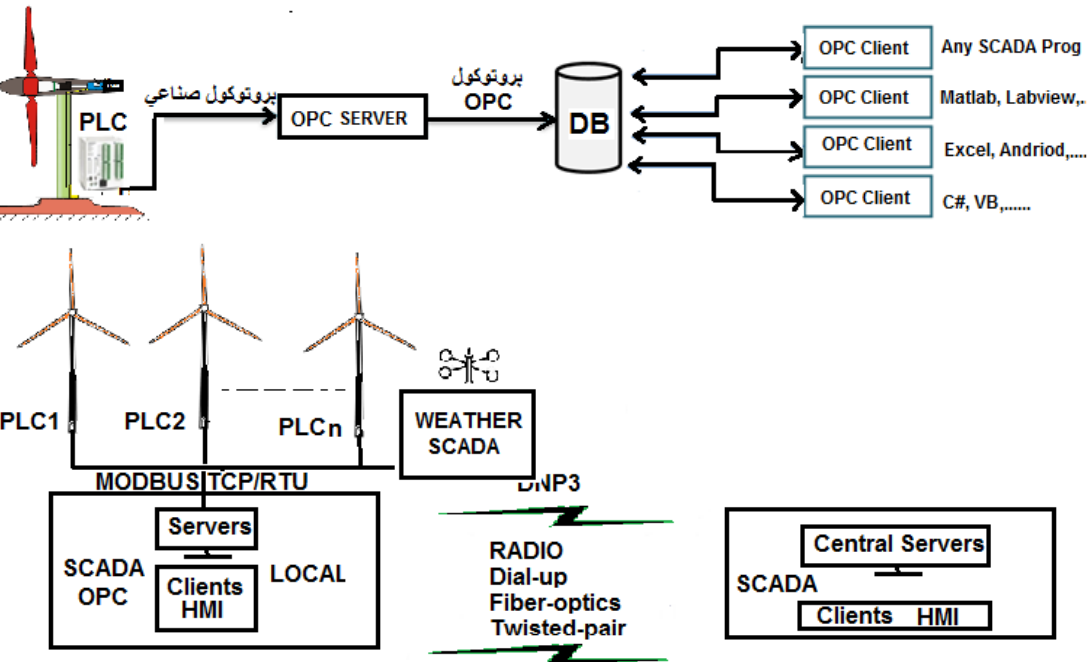 PLC
بروتوكول صناعي
OPC SERVER
بروتوكول
OPC
DB
OPC Client
Any SCADA Prog
OPC Client
Matlab, Labview,..
OPC Client
Excel, Andriod,....
OPC Client
C#, VB,......
PLC1
PLC2
PLCn
WEATHER
SCADA
MODBUS TCP/RTU
DNP3
Servers
SCADA
OPC
Clients
HMI
LOCAL
RADIO
Dial-up
Fiber-optics
Twisted-pair
Central Servers
SCADA
Clients HMI